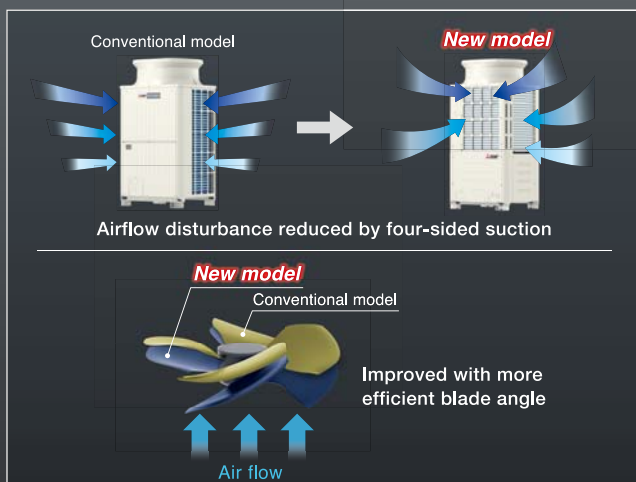 Conventional model
New model
Airflow disturbance reduced by four-sided suction
New model
Conventional model
Improved with more
efficient blade angle
Air flow